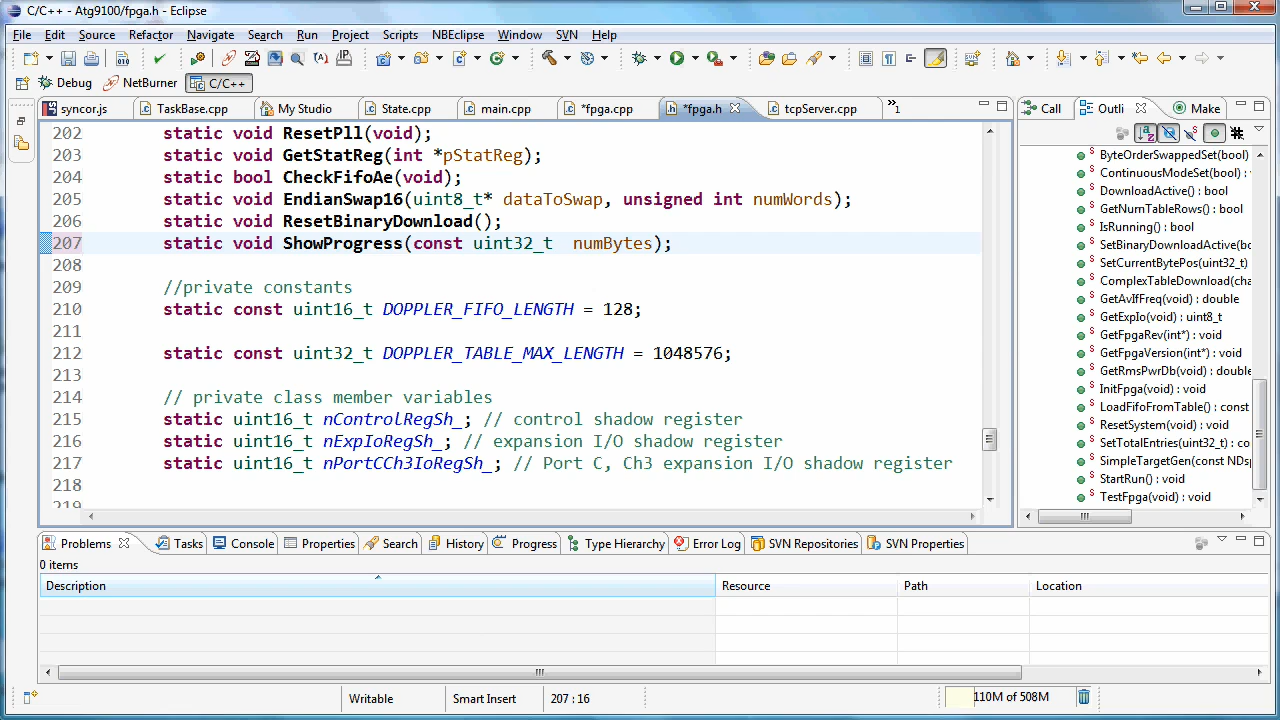 C/C++ - Atg9100/fpga.h - Eclipse
File Edit Source Refactor Navigate Search Run Project Scripts NBEclipse Window SVN Help
Debug NetBurner C/C++
syncor.js TaskBase.cpp My Studio State.cpp main.cpp *fpga.cpp *fpga.h tcpServer.cpp »1
Call Outli Make
202 static void ResetPll(void);
203 static void GetStatReg(int *pStatReg);
204 static bool CheckFifoAe(void);
205 static void EndianSwap16(uint8_t* dataToSwap, unsigned int numWords);
206 static void ResetBinaryDownload();
207 static void ShowProgress(const uint32_t  numBytes);
208
209 //private constants
210 static const uint16_t DOPPLER_FIFO_LENGTH = 128;
211
212 static const uint32_t DOPPLER_TABLE_MAX_LENGTH = 1048576;
213
214 // private class member variables
215 static uint16_t nControlRegSh_; // control shadow register
216 static uint16_t nExpIoRegSh_; // expansion I/O shadow register
217 static uint16_t nPortCCh3IoRegSh_; // Port C, Ch3 expansion I/O shadow register
218
219
ByteOrderSwappedSet(bool)
ContinuousModeSet(bool) :
DownloadActive() : bool
GetNumTableRows() : bool
IsRunning() : bool
SetBinaryDownloadActive(bo
SetCurrentBytePos(uint32_t)
ComplexTableDownload(cha
GetAvlfFreq(void) : double
GetExpIo(void) : uint8_t
GetFpgaRev(int*) : void
GetFpgaVersion(int*) : void
GetRmsPwrDb(void) : double
InitFpga(void) : void
LoadFifoFromTable() : const
ResetSystem(void) : void
SetTotalEntries(uint32_t) : co
SimpleTargetGen(const NDsp
StartRun() : void
TestFpga(void) : void
Problems Tasks Console Properties Search History Progress Type Hierarchy Error Log SVN Repositories SVN Properties
0 items
Description Resource Path Location
Writable Smart Insert 207 : 16 110M of 508M